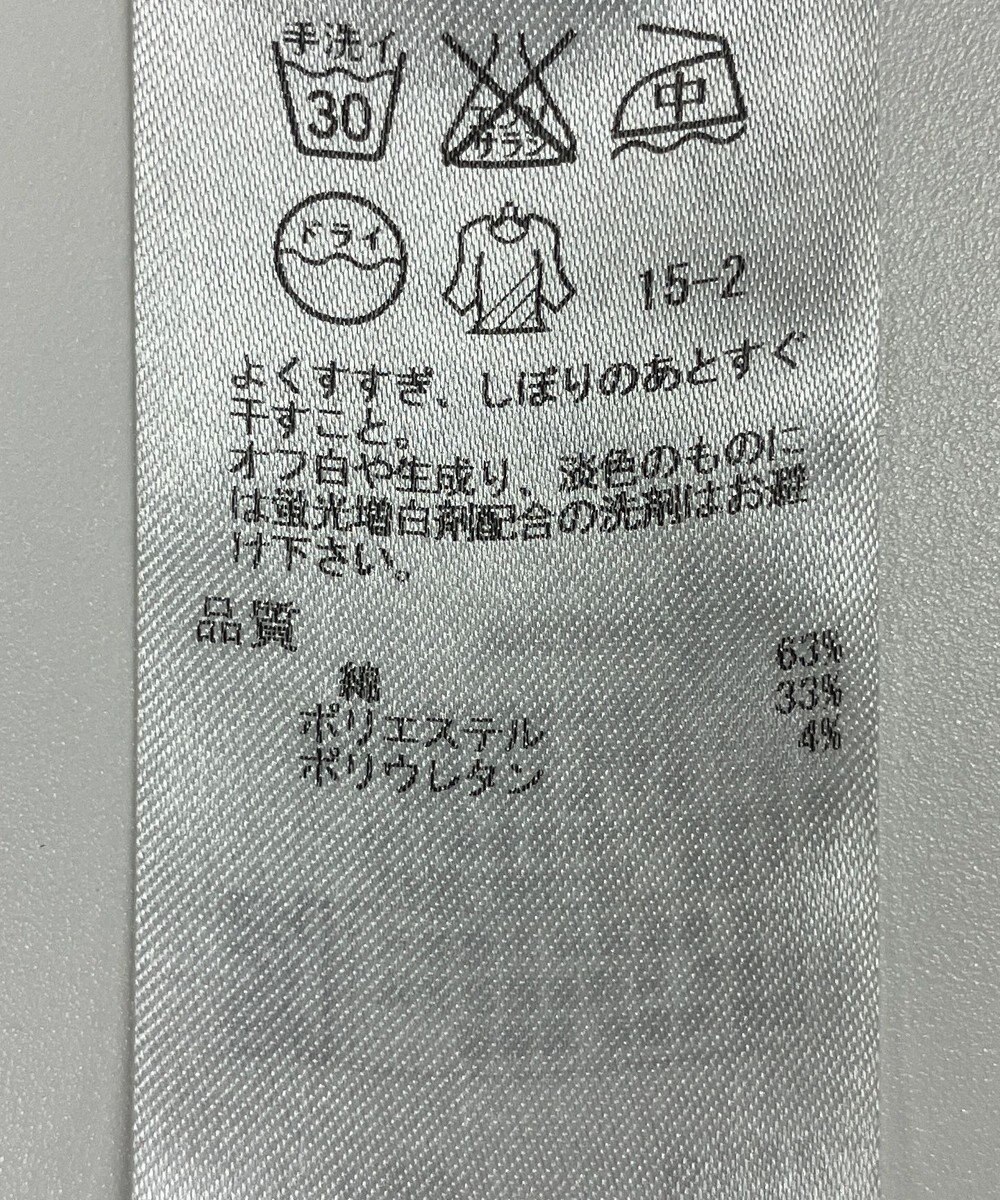 手洗イ
30
エンソ
サラシ
中
ドライ
15-2
よくすすぎ、しぼりのあとすぐ
干すこと。
オフ白や生成り、淡色のものに
は蛍光増白剤配合の洗剤はお避
け下さい。
品質
綿 63%
ポリエステル 33%
ポリウレタン 4%